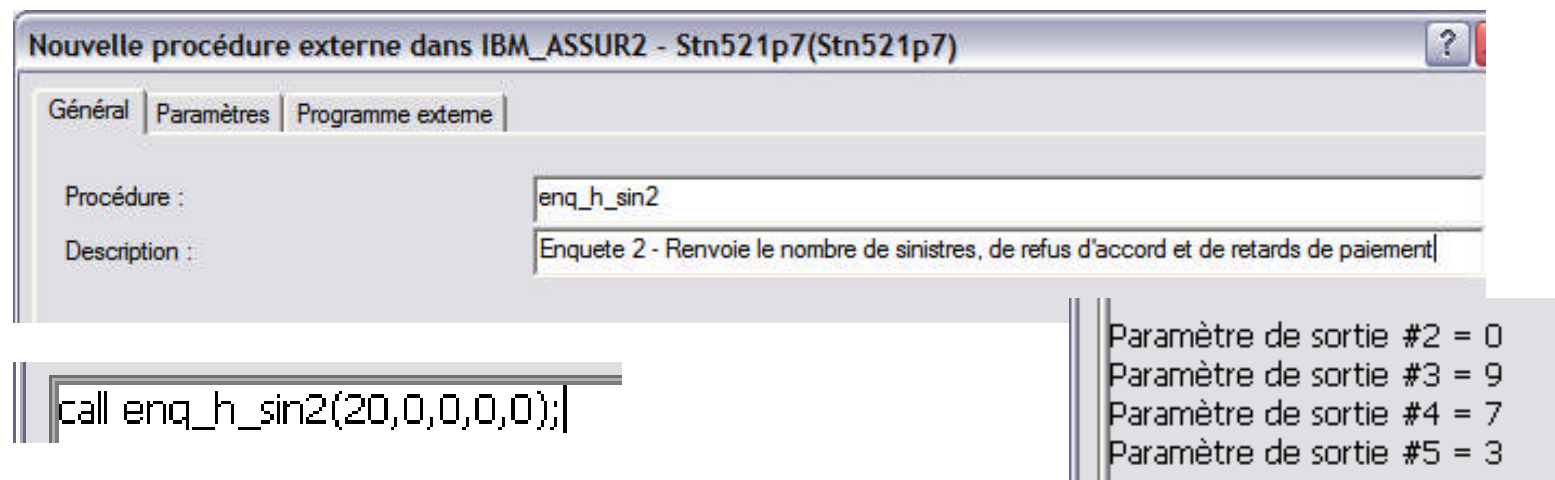 Nouvelle procédure externe dans IBM_ASSUR2 - Stn521p7(Stn521p7)
?
Général
Paramètres
Programme externe
Procédure :
enq_h_sin2
Description :
Enquete 2 - Renvoie le nombre de sinistres, de refus d'accord et de retards de paiement
call enq_h_sin2(20,0,0,0,0);
Paramètre de sortie #2 = 0
Paramètre de sortie #3 = 9
Paramètre de sortie #4 = 7
Paramètre de sortie #5 = 3